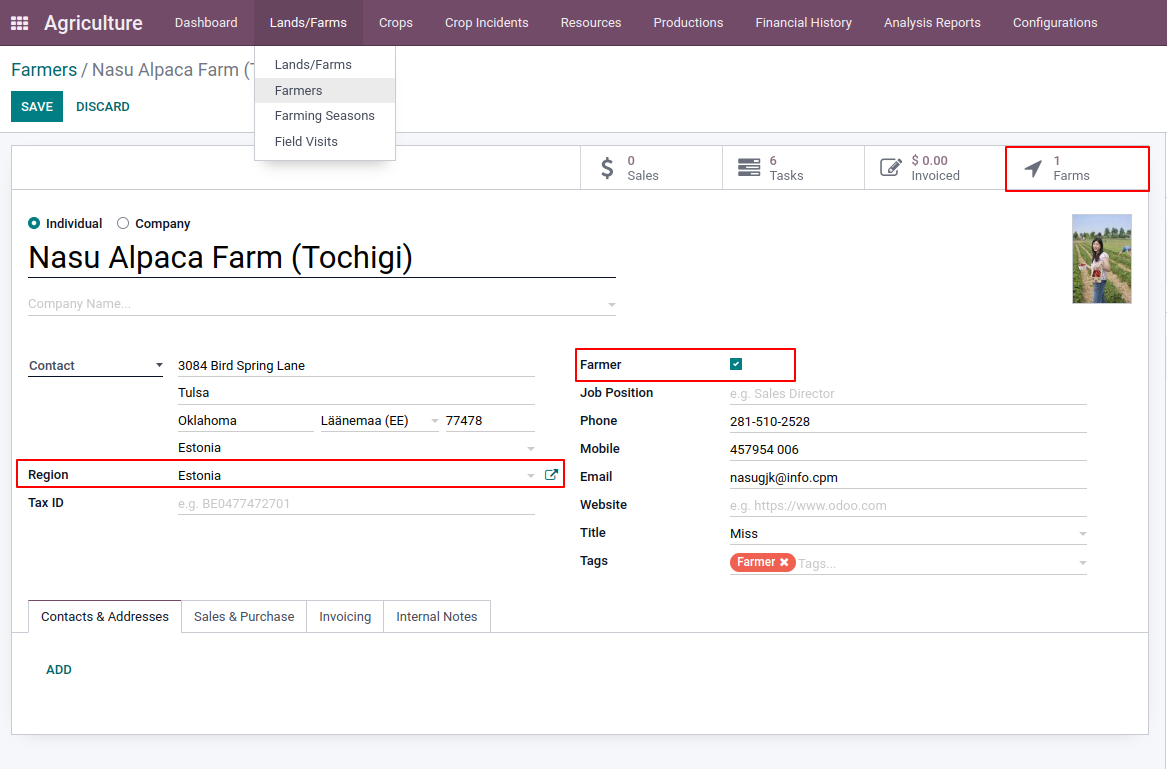 Agriculture Dashboard Lands/Farms Crops Crop Incidents Resources Productions Financial History Analysis Reports Configurations
Farmers / Nasu Alpaca Farm (T
SAVE DISCARD
Lands/Farms
Farmers
Farming Seasons
Field Visits
0
Sales
6
Tasks
$ 0.00
Invoiced
1
Farms
Individual Company
Nasu Alpaca Farm (Tochigi)
Company Name...
Contact 3084 Bird Spring Lane
Tulsa
Oklahoma Läänemaa (EE) 77478
Estonia
Region Estonia
Tax ID e.g. BE0477472701
Farmer
Job Position e.g. Sales Director
Phone 281-510-2528
Mobile 457954 006
Email nasugjk@info.cpm
Website e.g. https://www.odoo.com
Title Miss
Tags Farmer Tags...
Contacts & Addresses Sales & Purchase Invoicing Internal Notes
ADD